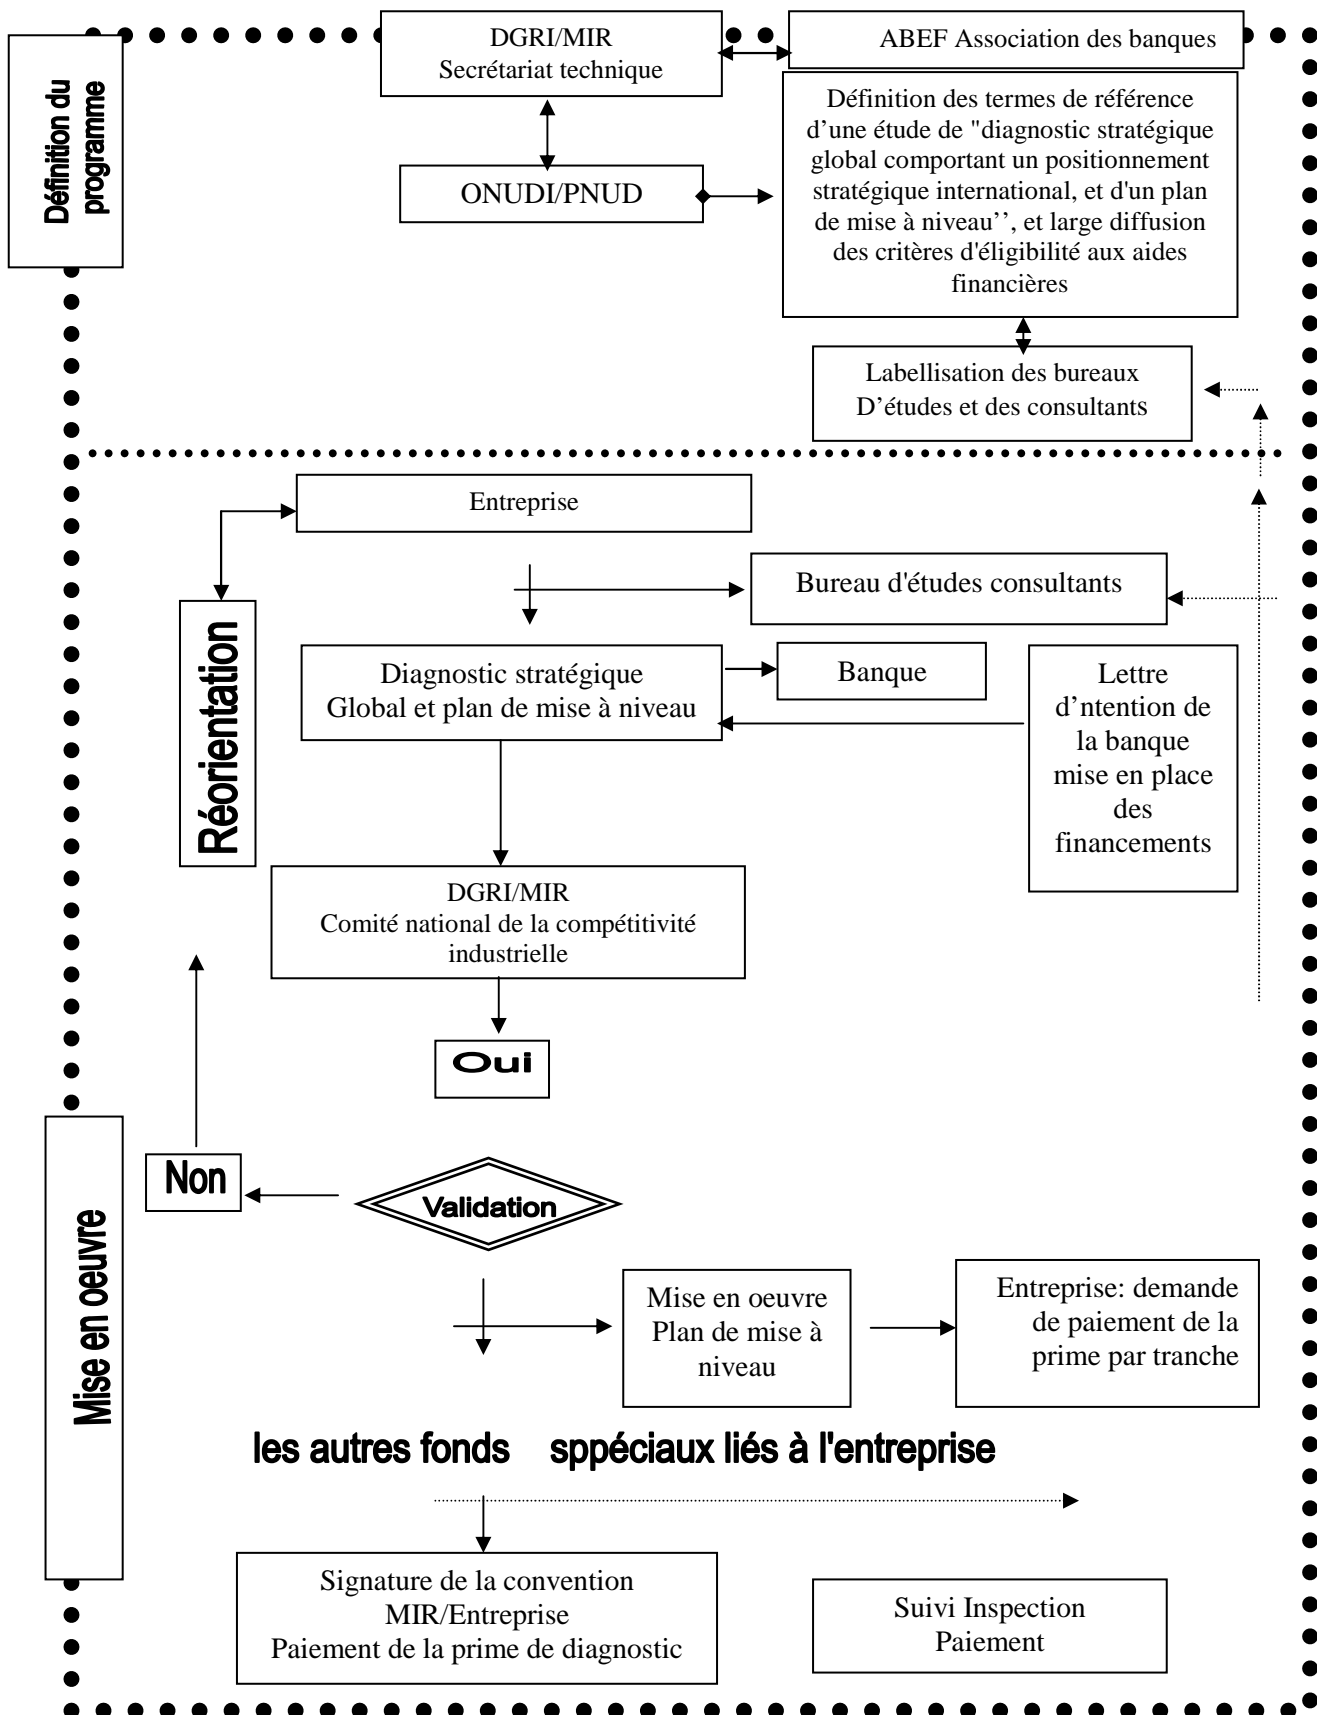 Définition du
programme
DGRI/MIR
Secrétariat technique
ABEF Association des banques
ONUDI/PNUD
Définition des termes de référence
d’une étude de "diagnostic stratégique
global comportant un positionnement
stratégique international, et d'un plan
de mise à niveau’’, et large diffusion
des critères d'éligibilité aux aides
financières
Labellisation des bureaux
D’études et des consultants
Entreprise
Bureau d'études consultants
Réorientation
Diagnostic stratégique
Global et plan de mise à niveau
Banque
Lettre
d’ntention de
la banque
mise en place
des
financements
DGRI/MIR
Comité national de la compétitivité
industrielle
Oui
Non
Validation
Mise en oeuvre
Mise en oeuvre
Plan de mise à
niveau
Entreprise: demande
de paiement de la
prime par tranche
les autres fonds sppéciaux liés à l'entreprise
Signature de la convention
MIR/Entreprise
Paiement de la prime de diagnostic
Suivi Inspection
Paiement